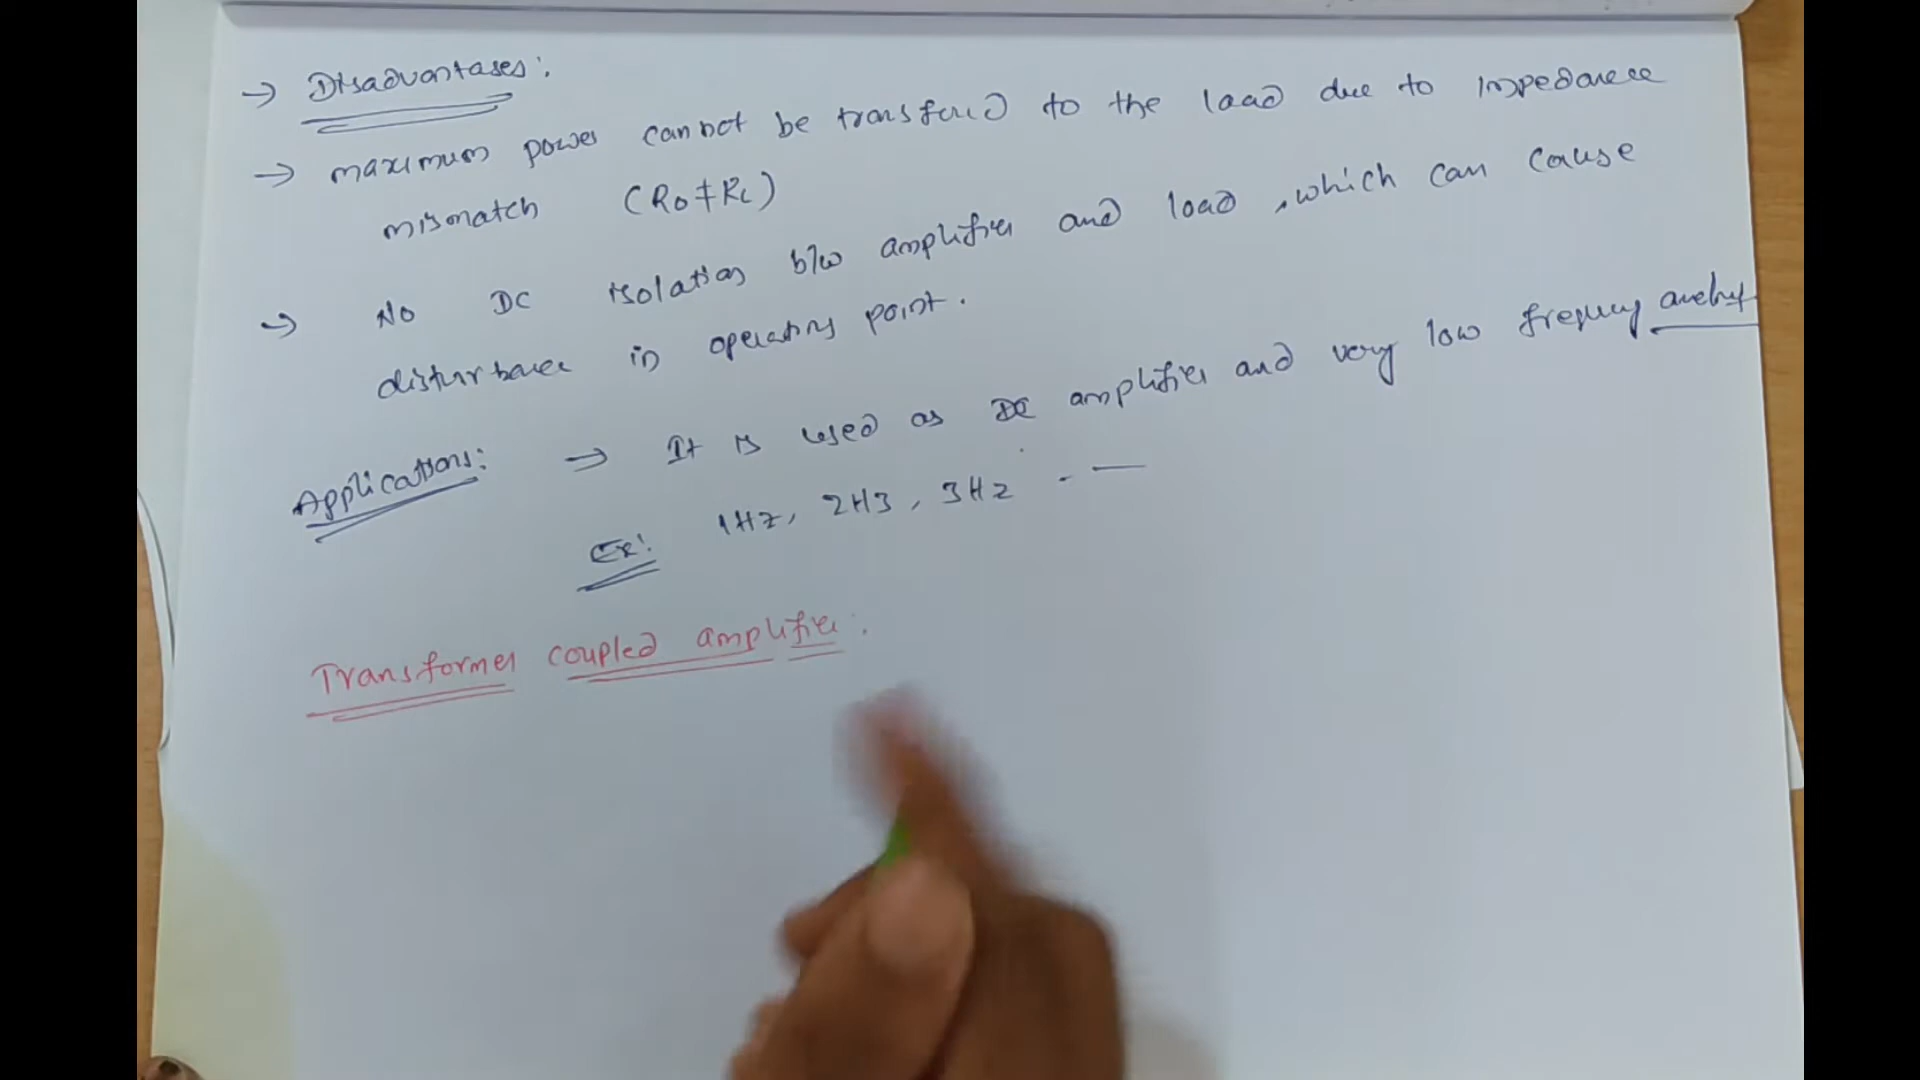 → Disadvantages:
→ maximum power cannot be transfered to the load due to Impedance
mismatch (Ro≠RL)
→ No DC isolation b/w amplifier and load, which can cause
disturbance in operating point.
Applications: → It is used as DC amplifier and very low frequency
Ex: 1Hz, 2Hz, 3Hz - —
Transformer coupled amplifier: